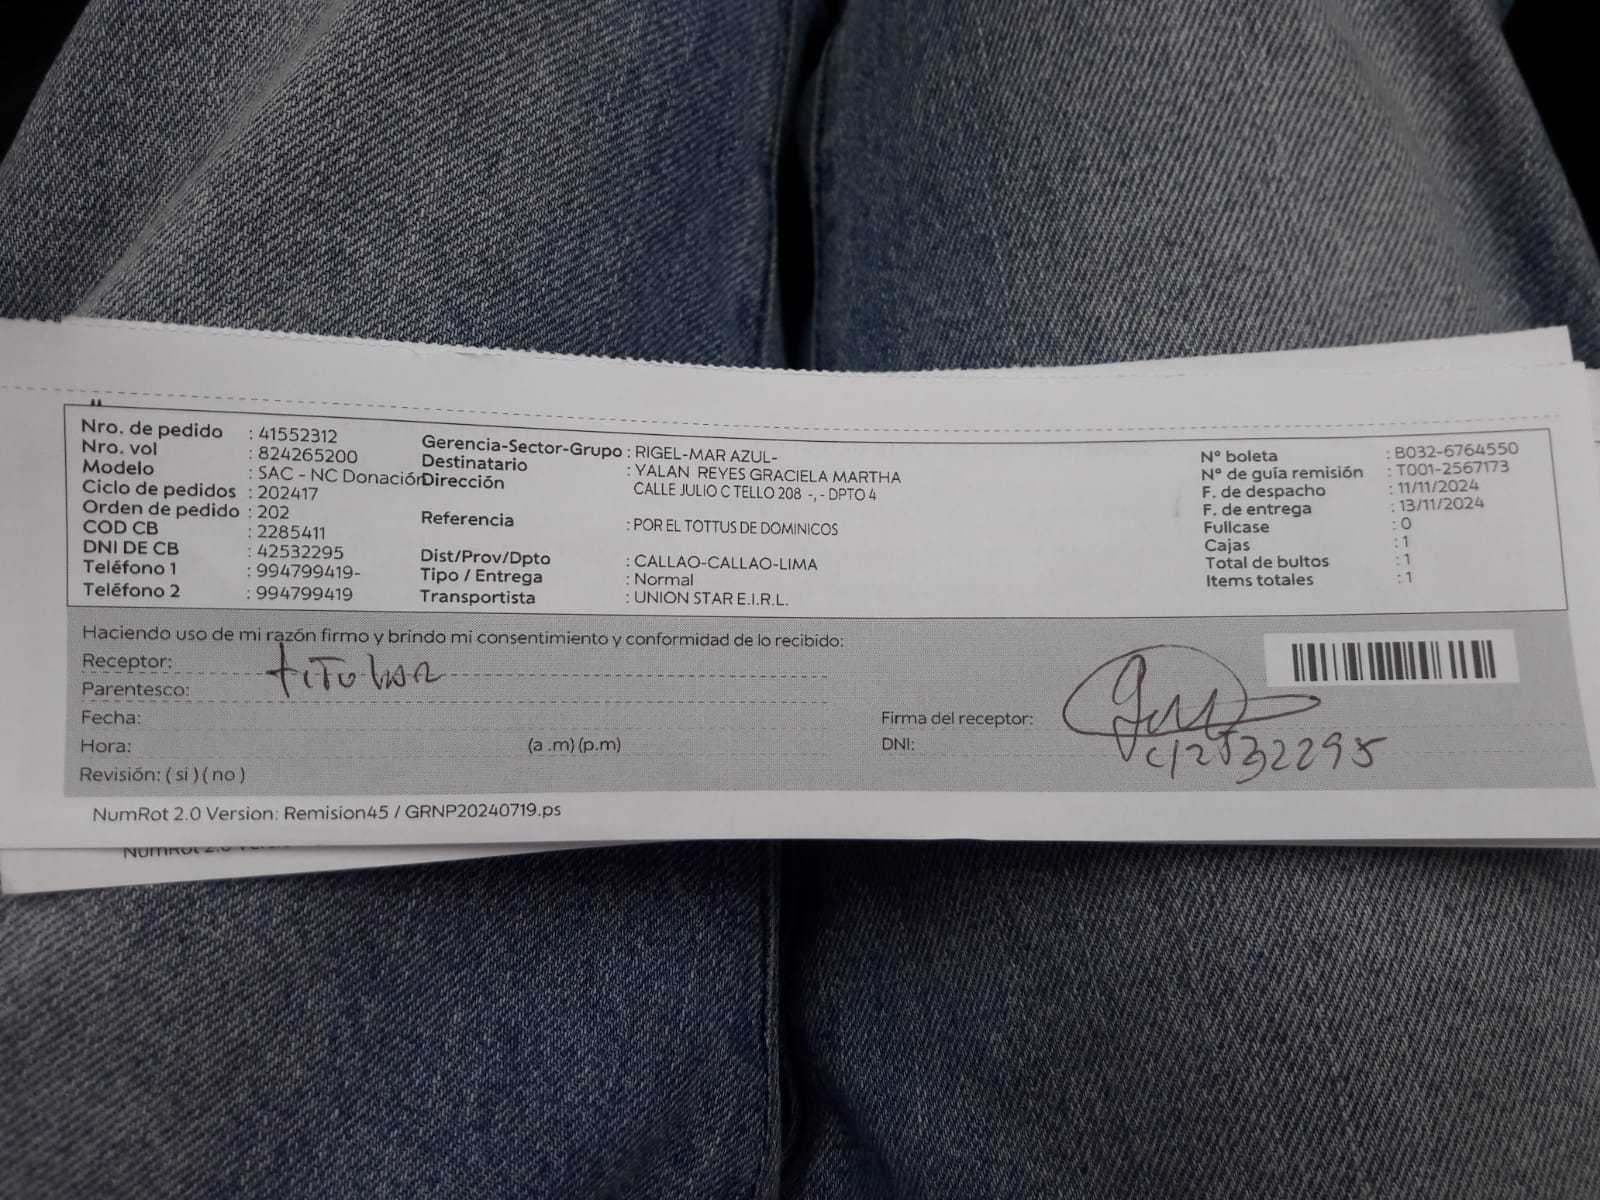 Nro. de pedido : 41552312
Nro. vol : 824265200
Modelo : SAC - NC Donación
Ciclo de pedidos : 202417
Orden de pedido : 202
COD CB : 2285411
DNI DE CB : 42532295
Teléfono 1 : 994799419-
Teléfono 2 : 994799419
Gerencia-Sector-Grupo : RIGEL-MAR AZUL-
Destinatario : YALAN REYES GRACIELA MARTHA
Dirección CALLE JULIO C TELLO 208 -,- DPTO 4
Referencia : POR EL TOTTUS DE DOMINICOS
Dist/Prov/Dpto : CALLAO-CALLAO-LIMA
Tipo / Entrega : Normal
Transportista : UNION STAR E.I.R.L.
N° boleta : B032-6764550
N° de guía remisión : T001-2567173
F. de despacho : 11/11/2024
F. de entrega : 13/11/2024
Fullcase : 0
Cajas : 1
Total de bultos : 1
Items totales : 1
Haciendo uso de mi razón firmo y brindo mi consentimiento y conformidad de lo recibido:
Receptor: titular
Parentesco:
Fecha:
Hora: (a .m) (p.m)
Revisión: ( si ) ( no )
Firma del receptor:
DNI: 42532295
NumRot 2.0 Version: Remision45 / GRNP20240719.ps